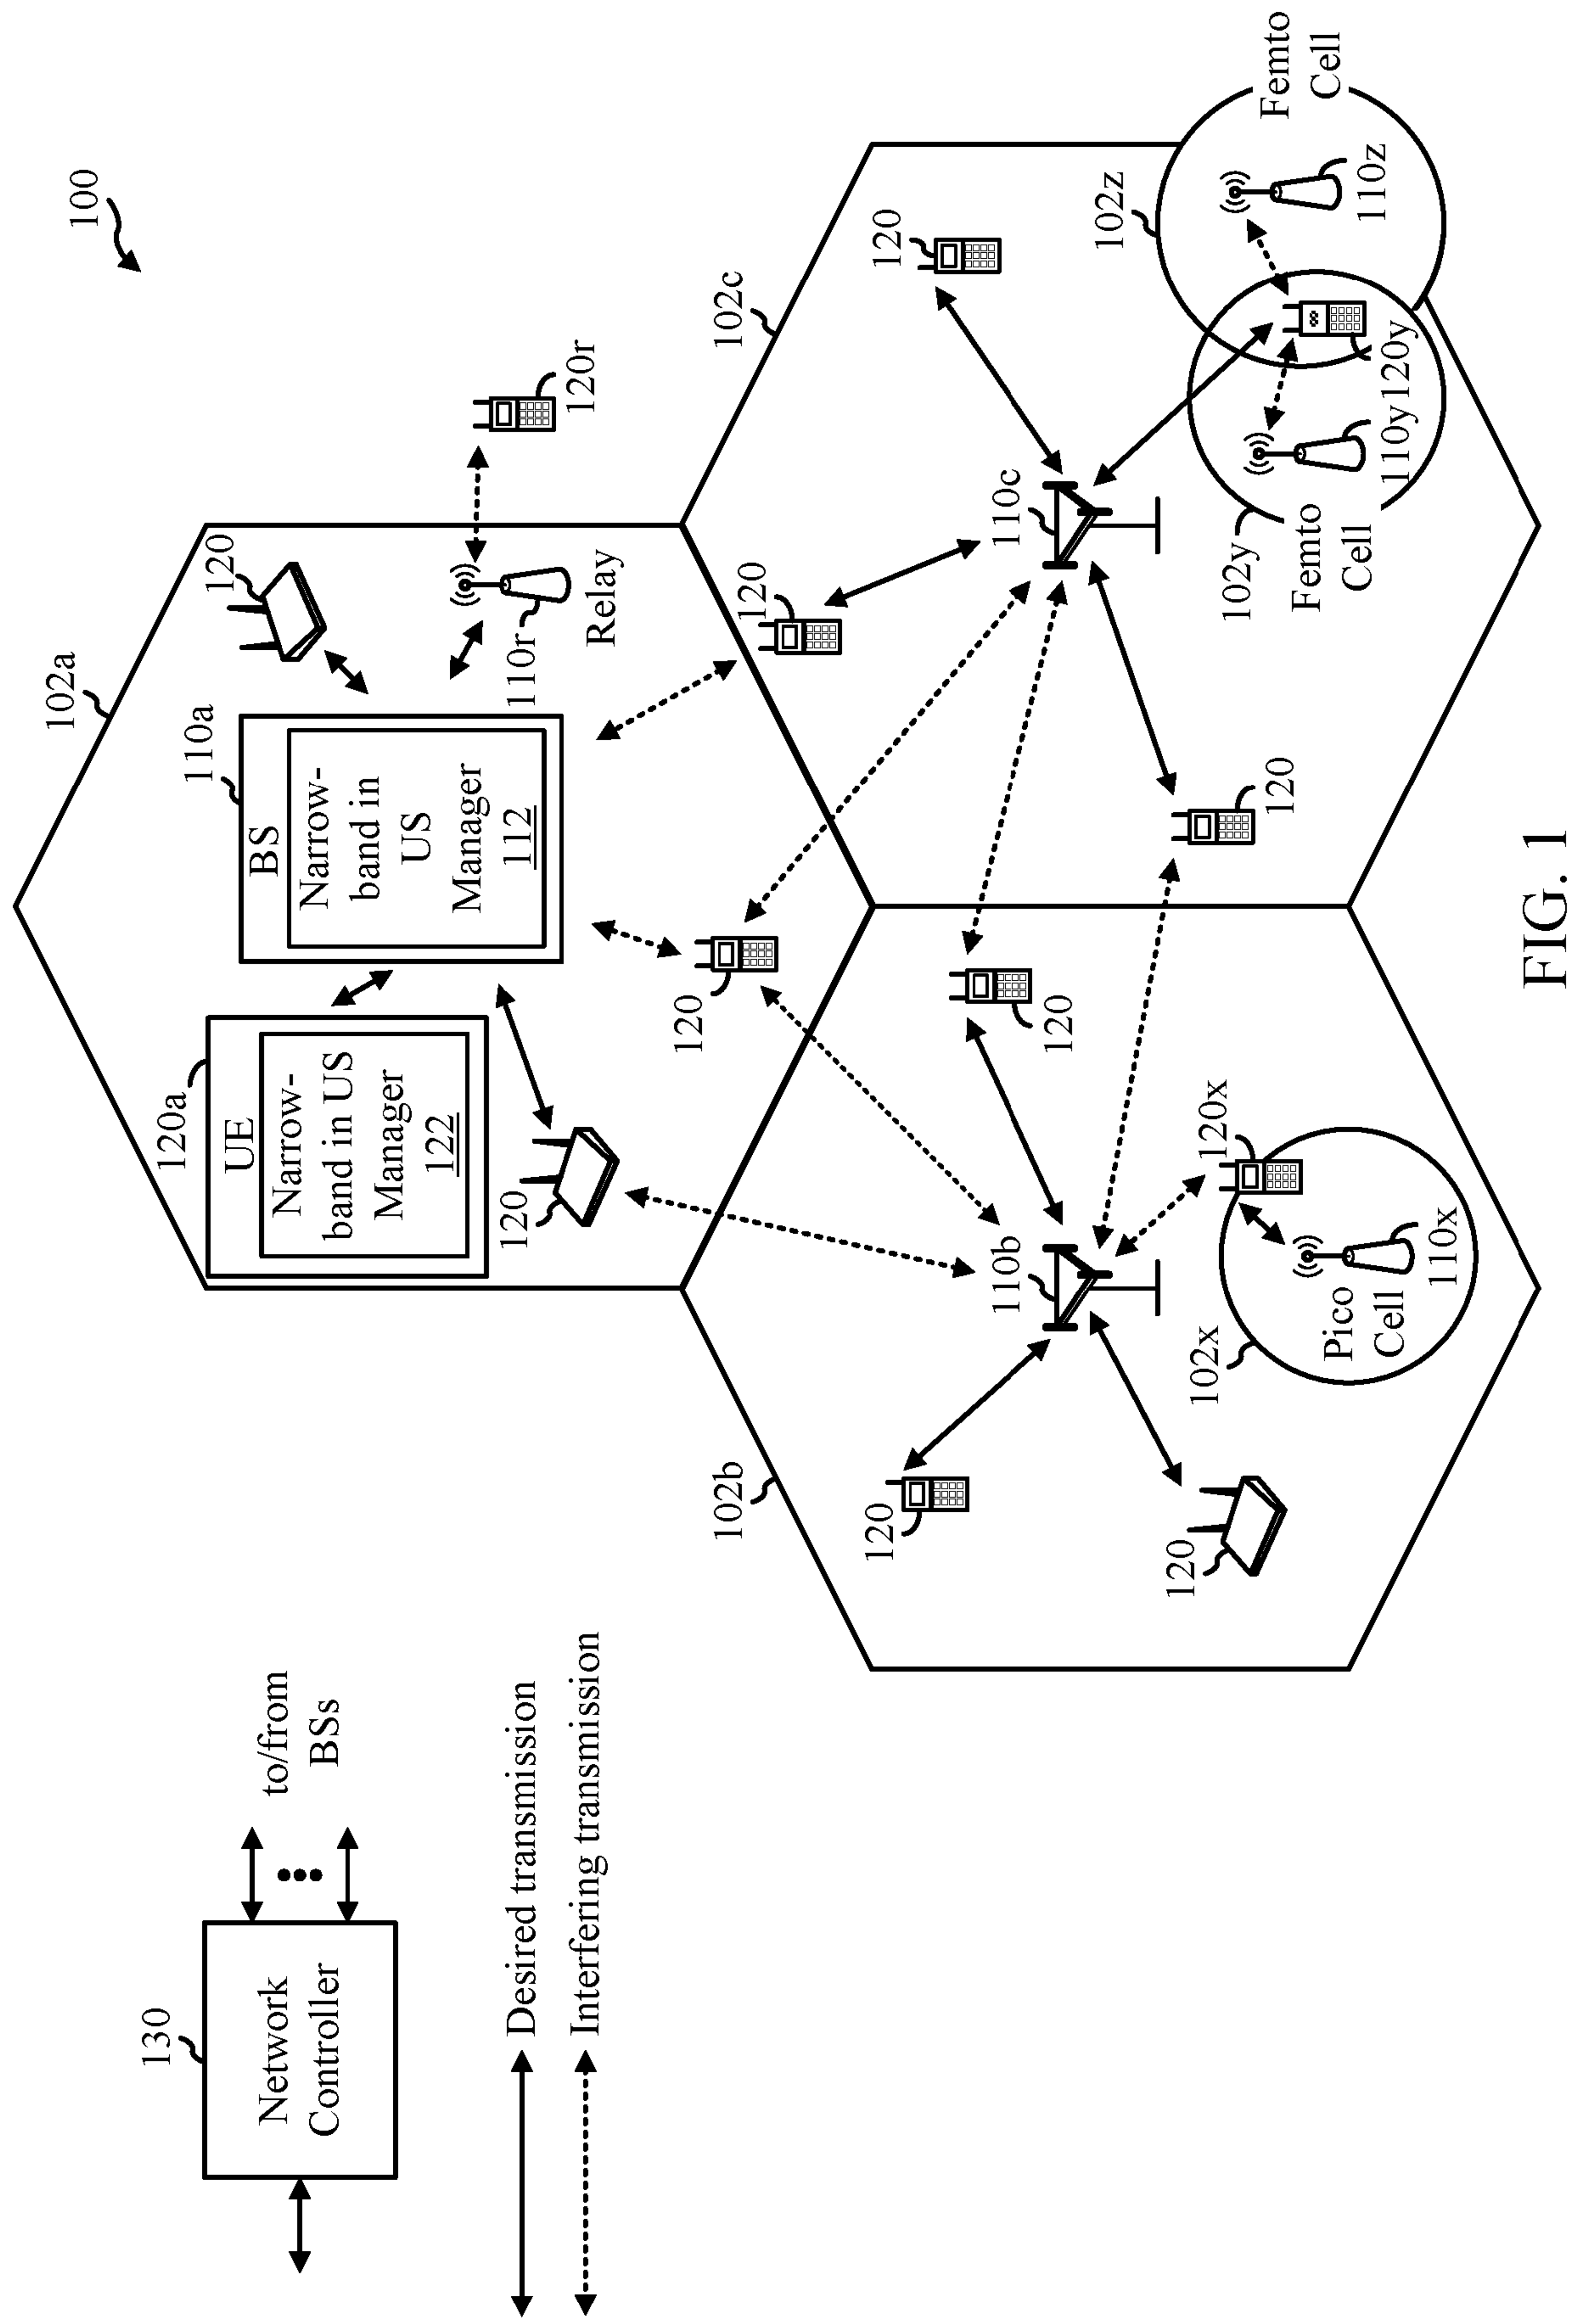 100
130
Network
Controller
to/from
BSs
Desired transmission
Interfering transmission
102a
120a
UE
Narrow-
band in US
Manager
122
110a
BS
Narrow-
band in
US
Manager
112
120
120
110r
Relay
120r
120
120
102b
120
120
110b
120
102x
Pico
Cell
110x
120x
102c
120
110c
120
102y
Femto
Cell
110y
120y
102z
110z
Femto
Cell
FIG. 1